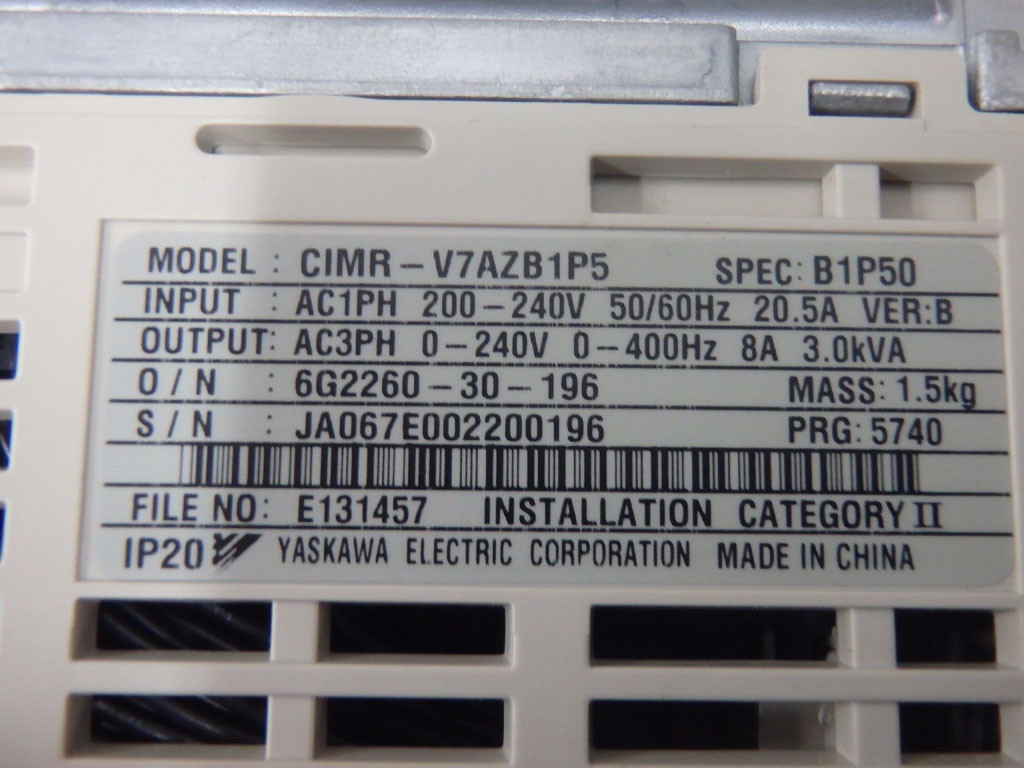 MODEL : CIMR-V7AZB1P5 SPEC: B1P50
INPUT : AC1PH 200-240V 50/60Hz 20.5A VER:B
OUTPUT: AC3PH 0-240V 0-400Hz 8A 3.0kVA
O/N : 6G2260-30-196 MASS: 1.5kg
S/N : JA067E002200196 PRG: 5740
FILE NO: E131457 INSTALLATION CATEGORY II
IP20 YASKAWA ELECTRIC CORPORATION MADE IN CHINA